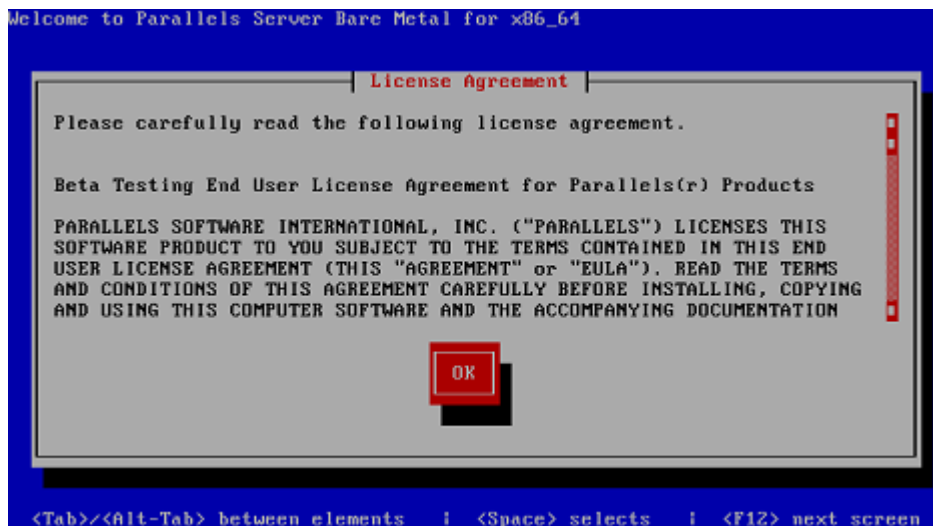 Welcome to Parallels Server Bare Metal for x86_64
License Agreement
Please carefully read the following license agreement.
Beta Testing End User License Agreement for Parallels(r) Products
PARALLELS SOFTWARE INTERNATIONAL, INC. ("PARALLELS") LICENSES THIS
SOFTWARE PRODUCT TO YOU SUBJECT TO THE TERMS CONTAINED IN THIS END
USER LICENSE AGREEMENT (THIS "AGREEMENT" or "EULA"). READ THE TERMS
AND CONDITIONS OF THIS AGREEMENT CAREFULLY BEFORE INSTALLING, COPYING
AND USING THIS COMPUTER SOFTWARE AND THE ACCOMPANYING DOCUMENTATION
OK
<Tab>/<Alt-Tab> between elements | <Space> selects | <F12> next screen